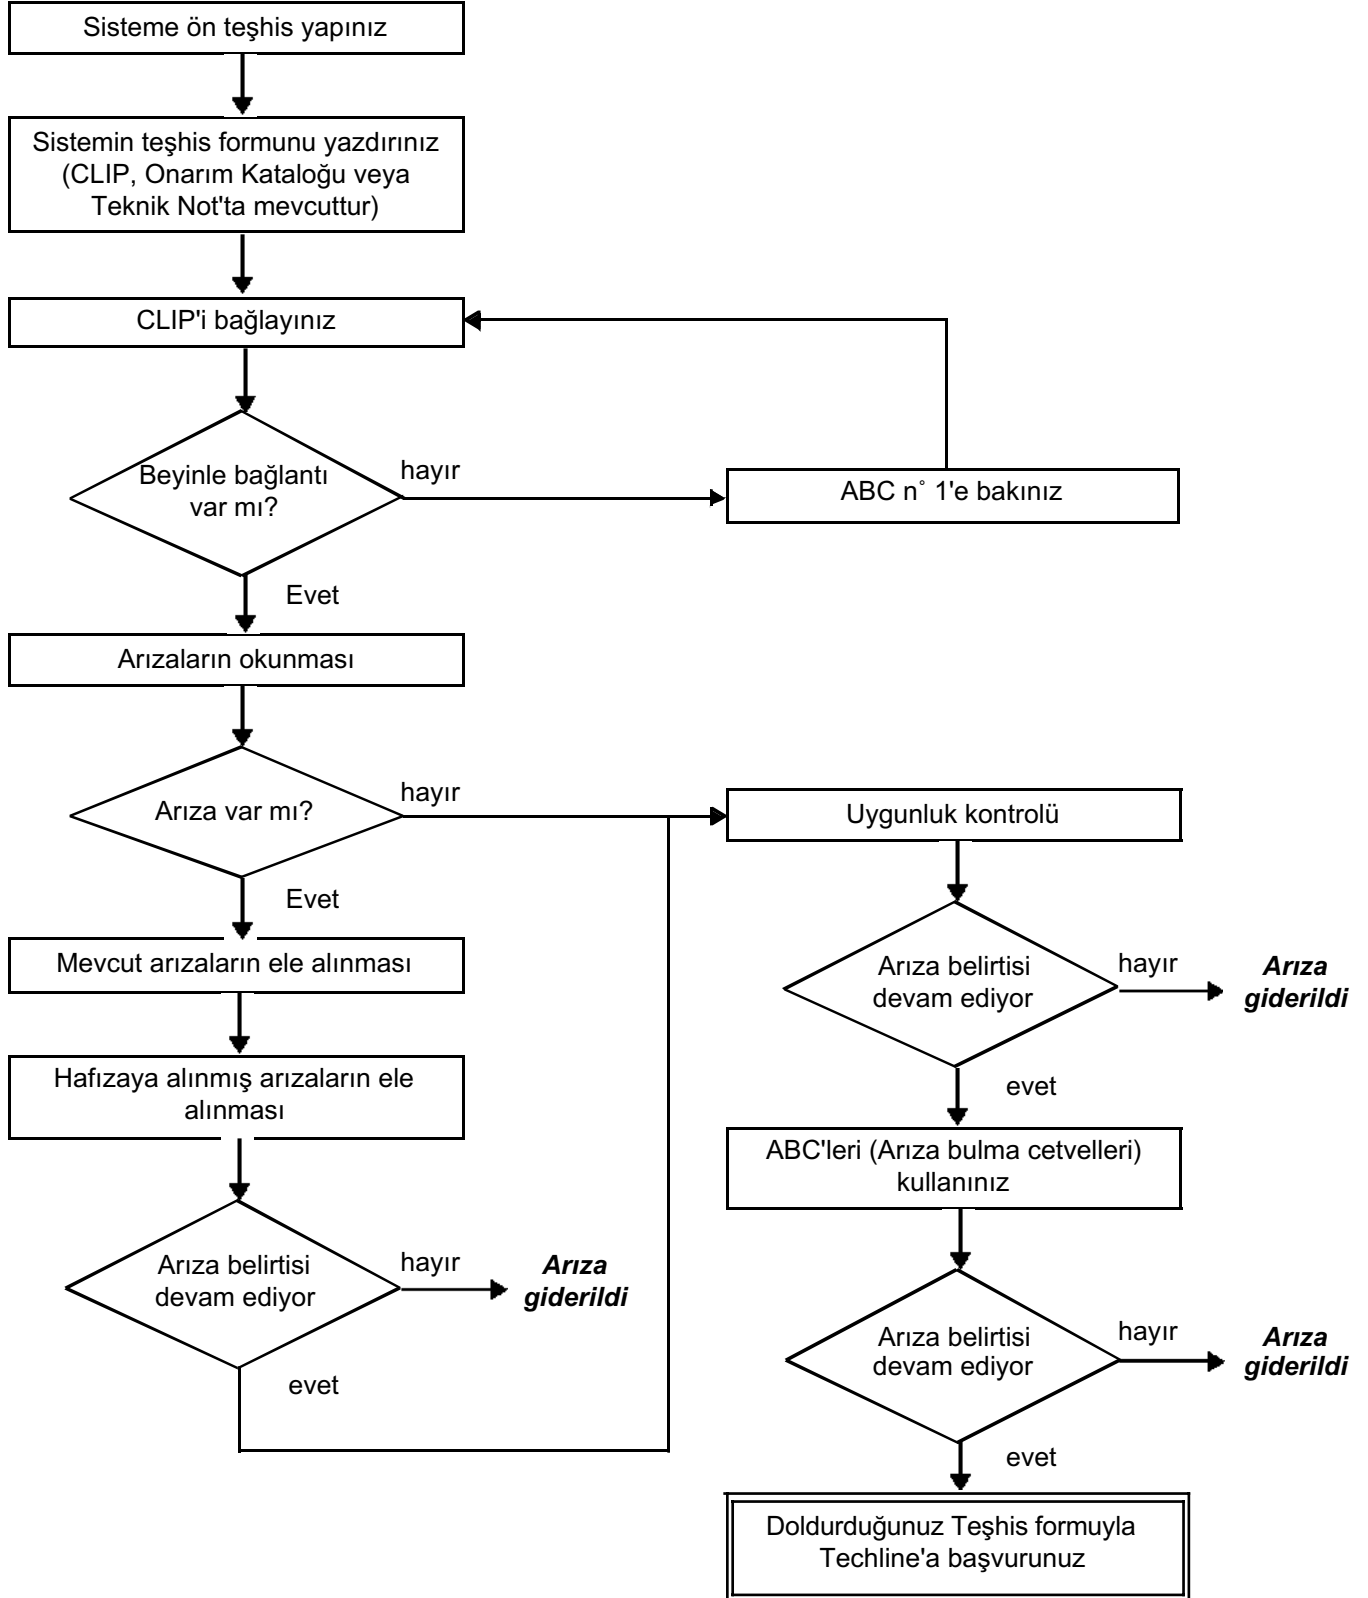 Sisteme ön teşhis yapınız
Sistemin teşhis formunu yazdırınız
(CLIP, Onarım Kataloğu veya
Teknik Not'ta mevcuttur)
CLIP'i bağlayınız
Beyinle bağlantı
var mı?
hayır
ABC n° 1'e bakınız
Evet
Arızaların okunması
Arıza var mı?
hayır
Evet
Mevcut arızaların ele alınması
Hafızaya alınmış arızaların ele
alınması
Arıza belirtisi
devam ediyor
hayır
Arıza
giderildi
evet
Uygunluk kontrolü
Arıza belirtisi
devam ediyor
hayır
Arıza
giderildi
evet
ABC'leri (Arıza bulma cetvelleri)
kullanınız
Arıza belirtisi
devam ediyor
hayır
Arıza
giderildi
evet
Doldurduğunuz Teşhis formuyla
Techline'a başvurunuz